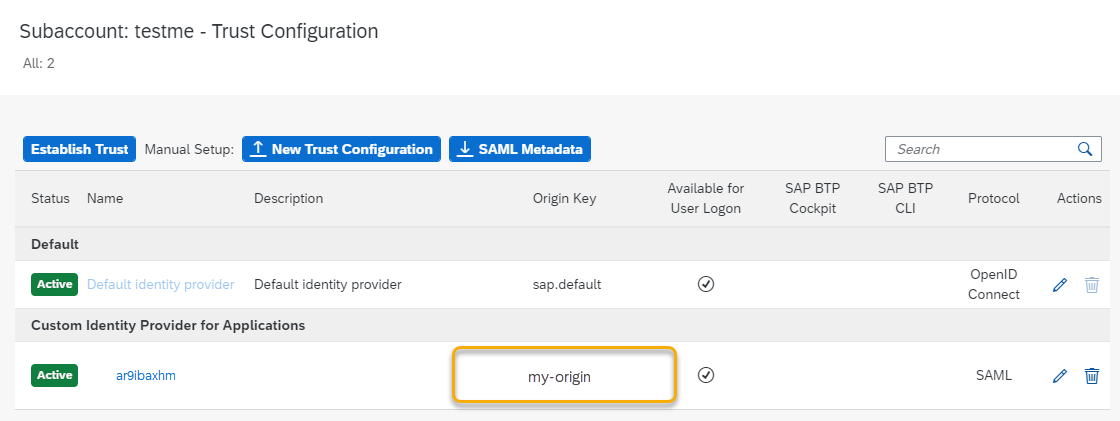 Subaccount: testme - Trust Configuration
All: 2
Establish Trust Manual Setup: New Trust Configuration SAML Metadata Search
Status Name Description Origin Key Available for User Logon SAP BTP Cockpit SAP BTP CLI Protocol Actions
Default
Active Default identity provider Default identity provider sap.default OpenID Connect
Custom Identity Provider for Applications
Active ar9ibaxhm my-origin SAML